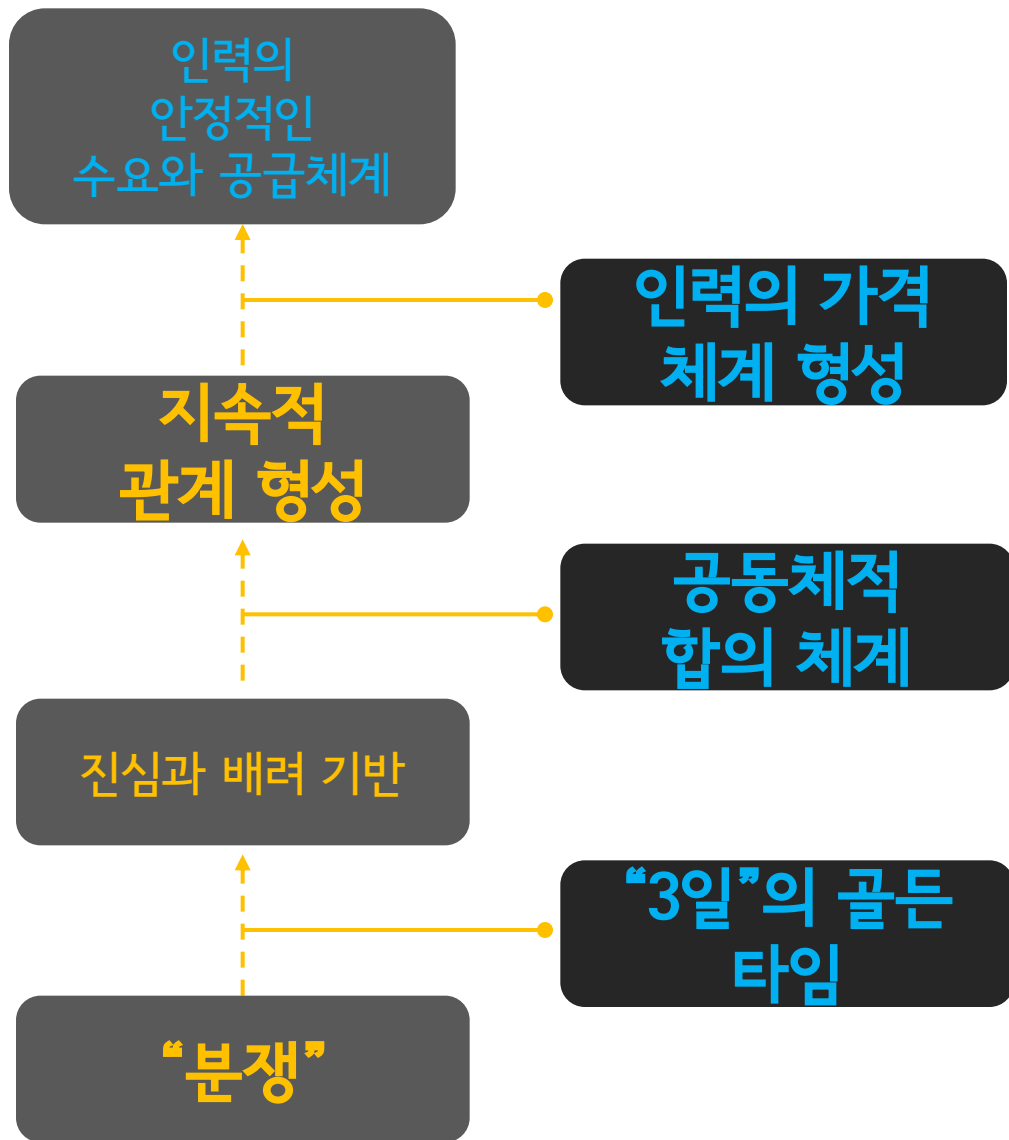 인력의
안정적인
수요와 공급체계
인력의 가격
체계 형성
지속적
관계 형성
공동체적
합의 체계
진심과 배려 기반
“3일”의 골든
타임
“분쟁”